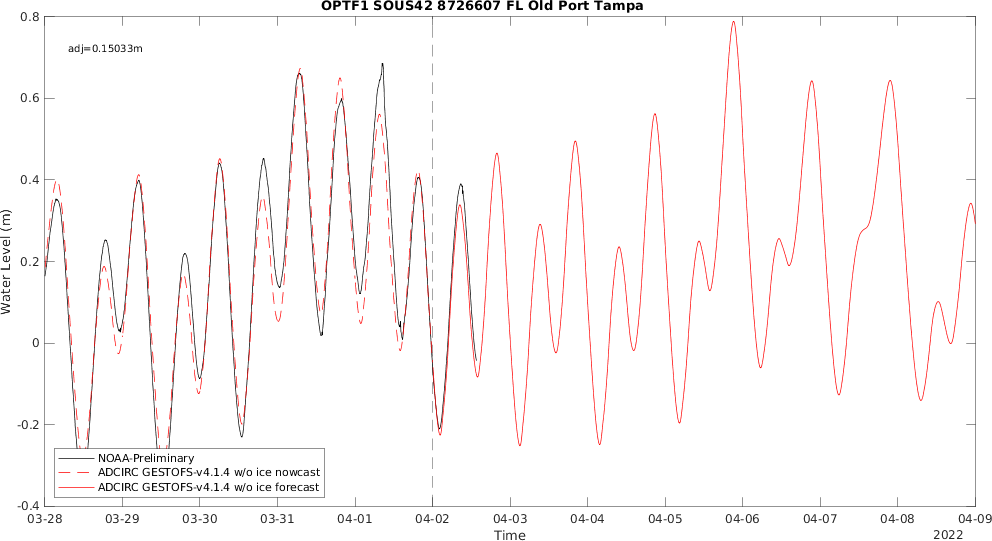 OPTF1 SOUS42 8726607 FL Old Port Tampa
adj=0.15033m
0.8
0.6
0.4
0.2
0
-0.2
-0.4
Water Level (m)
NOAA-Preliminary
ADCIRC GESTOFS-v4.1.4 w/o ice nowcast
ADCIRC GESTOFS-v4.1.4 w/o ice forecast
03-28 03-29 03-30 03-31 04-01 04-02 04-03 04-04 04-05 04-06 04-07 04-08 04-09
Time
2022